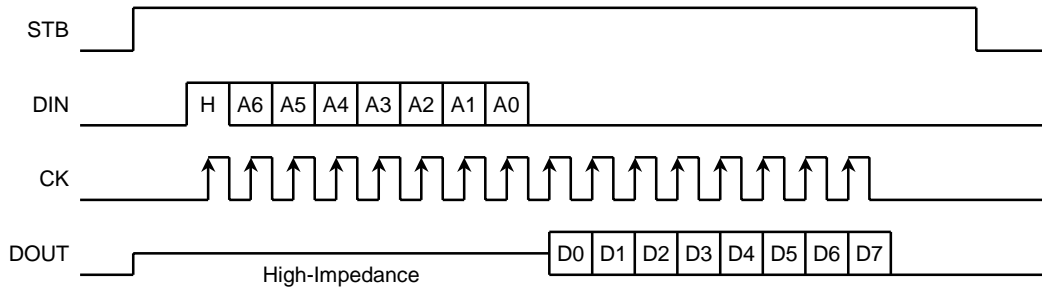 STB
DIN H A6 A5 A4 A3 A2 A1 A0
CK
DOUT D0 D1 D2 D3 D4 D5 D6 D7
High-Impedance